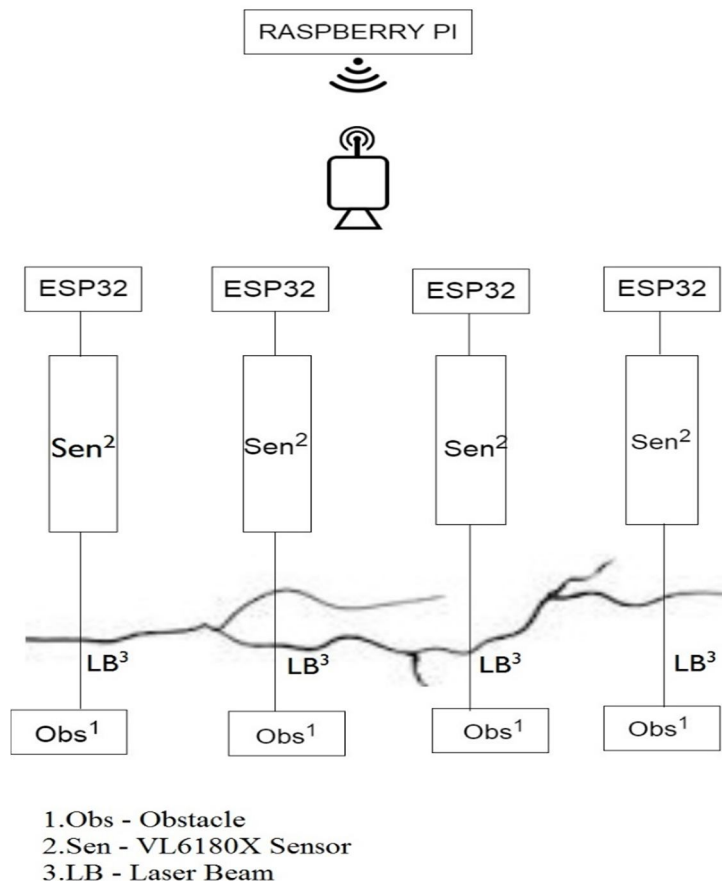 RASPBERRY PI
ESP32 ESP32 ESP32 ESP32
Sen² Sen² Sen² Sen²
LB³ LB³ LB³ LB³
Obs¹ Obs¹ Obs¹ Obs¹
1.Obs - Obstacle
2.Sen - VL6180X Sensor
3.LB - Laser Beam